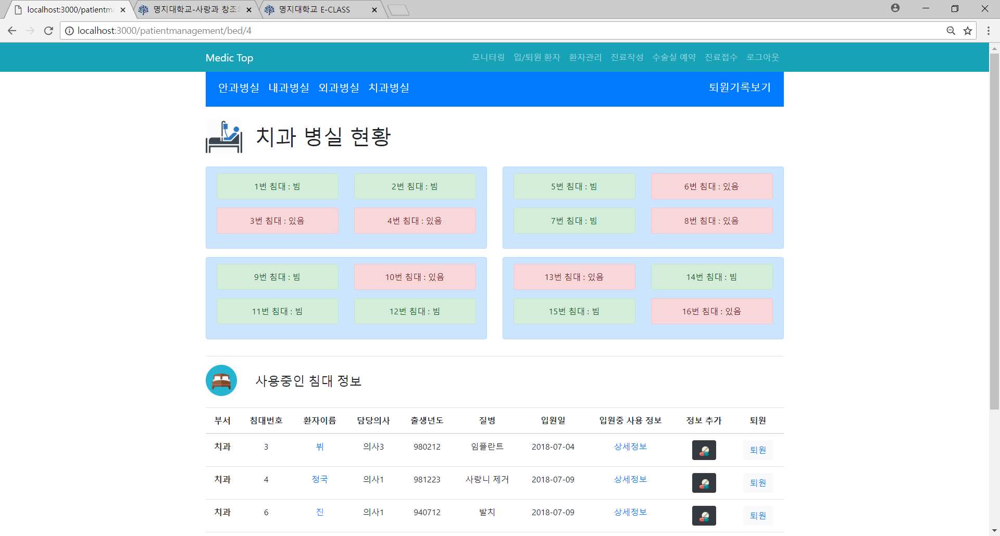 localhost:3000/patientm
명지대학교-사랑과 창조의
명지대학교 E-CLASS
localhost:3000/patientmanagement/bed/4
Medic Top 모니터링 입/퇴원 환자 환자관리 진료작성 수술실 예약 진료접수 로그아웃
안과병실 내과병실 외과병실 치과병실 퇴원기록보기
치과 병실 현황
1번 침대 : 빔 2번 침대 : 빔 5번 침대 : 빔 6번 침대 : 있음
3번 침대 : 있음 4번 침대 : 있음 7번 침대 : 빔 8번 침대 : 있음
9번 침대 : 빔 10번 침대 : 있음 13번 침대 : 있음 14번 침대 : 빔
11번 침대 : 빔 12번 침대 : 빔 15번 침대 : 빔 16번 침대 : 있음
사용중인 침대 정보
부서 침대번호 환자이름 담당의사 출생년도 질병 입원일 입원중 사용 정보 정보 추가 퇴원
치과 3 뷔 의사3 980212 임플란트 2018-07-04 상세정보 퇴원
치과 4 정국 의사1 981223 사랑니 제거 2018-07-09 상세정보 퇴원
치과 6 진 의사1 940712 발치 2018-07-09 상세정보 퇴원